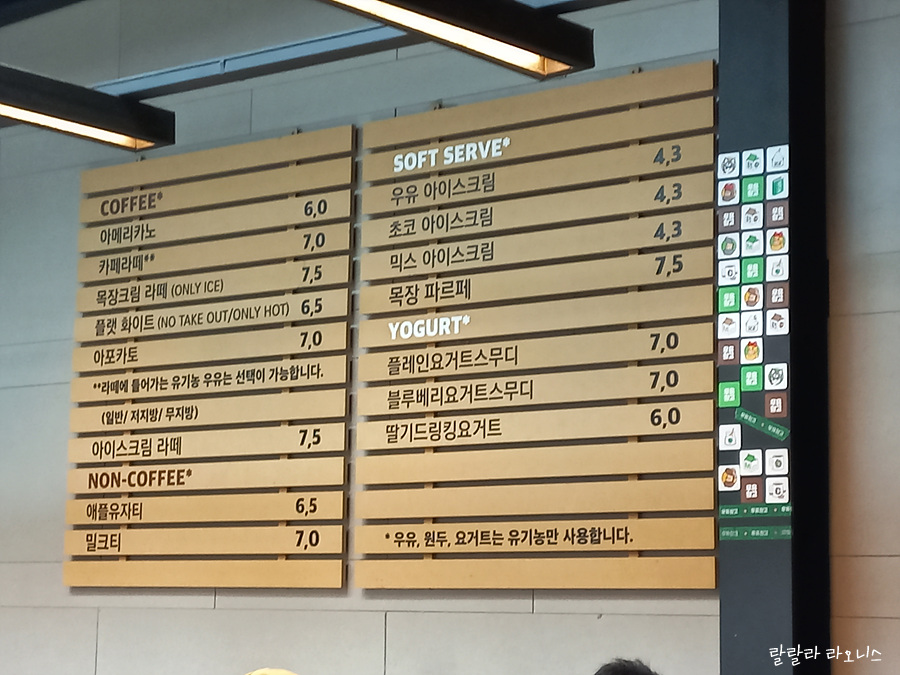 COFFEE*
아메리카노 6,0
카페라떼** 7,0
목장크림 라떼 (ONLY ICE) 7,5
플랫 화이트 (NO TAKE OUT/ONLY HOT) 6,5
아포카토 7,0
**라떼에 들어가는 유기농 우유는 선택이 가능합니다.
(일반/ 저지방/ 무지방)
아이스크림 라떼 7,5
NON-COFFEE*
애플유자티 6,5
밀크티 7,0
SOFT SERVE*
우유 아이스크림 4,3
초코 아이스크림 4,3
믹스 아이스크림 4,3
목장 파르페 7,5
YOGURT*
플레인요거트스무디 7,0
블루베리요거트스무디 7,0
딸기드링킹요거트 6,0
* 우유, 원두, 요거트는 유기농만 사용합니다.
랄랄라 라오니스